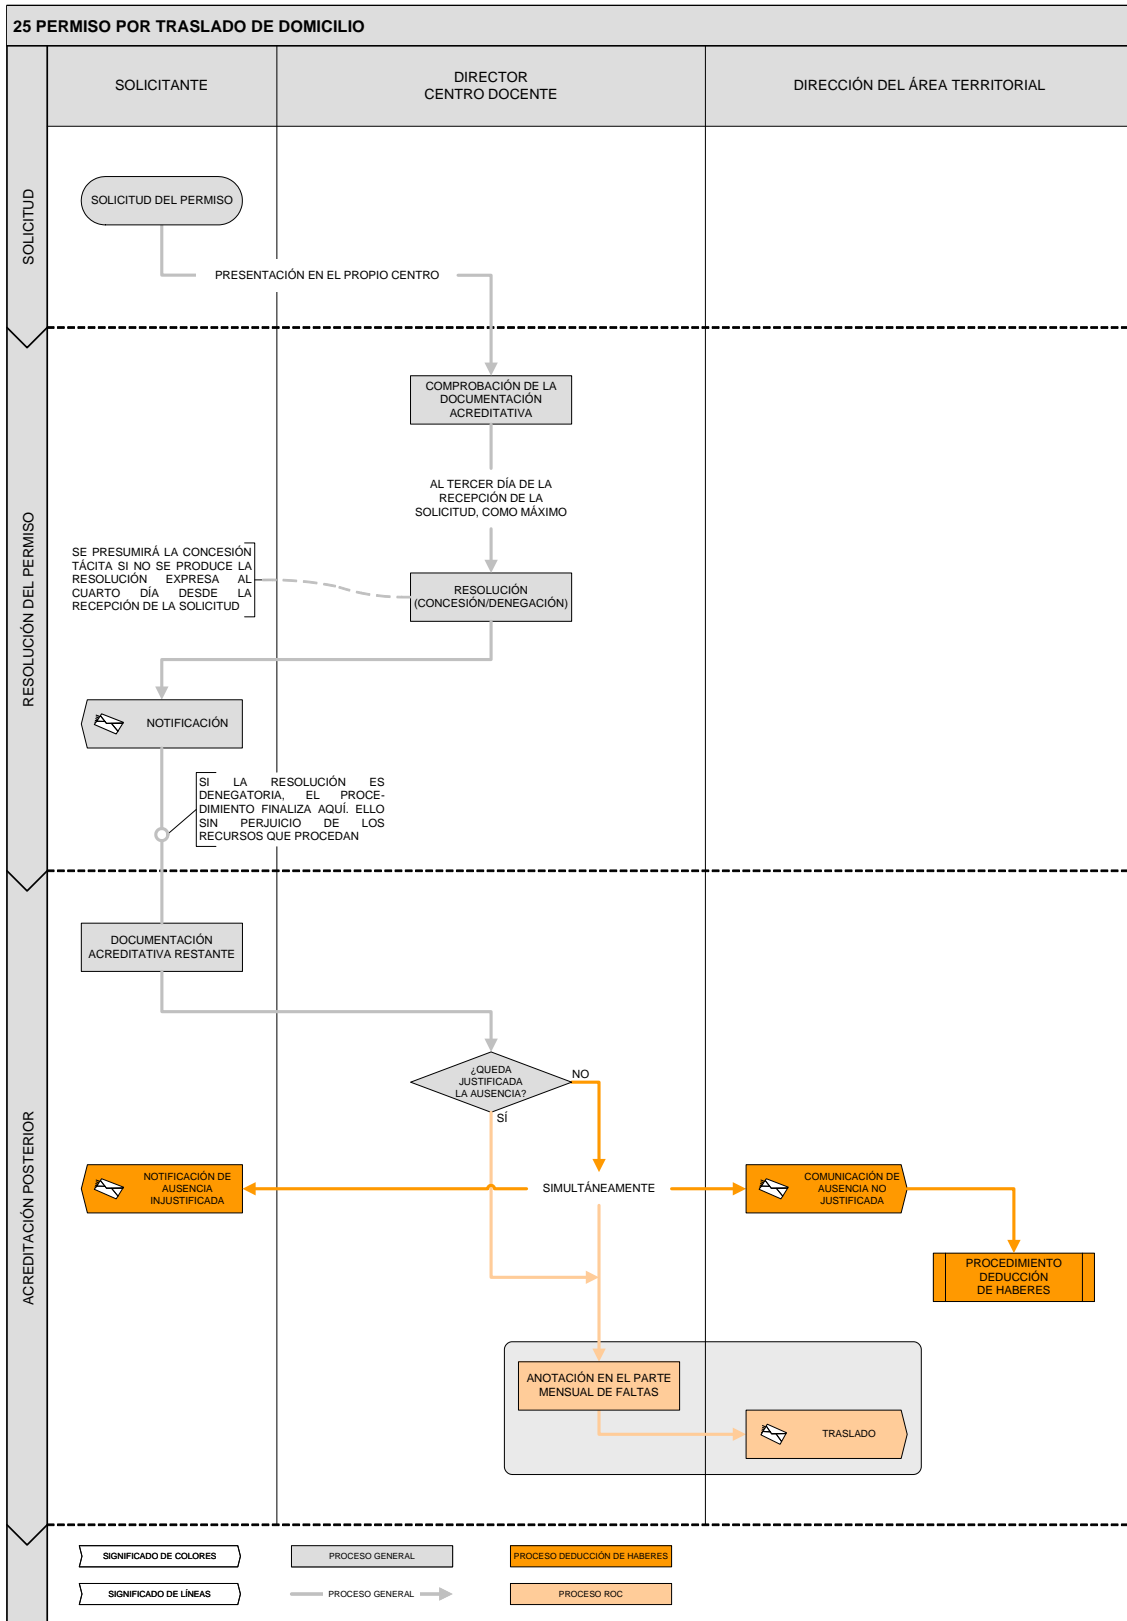 25 PERMISO POR TRASLADO DE DOMICILIO
SOLICITANTE
DIRECTOR
CENTRO DOCENTE
DIRECCIÓN DEL ÁREA TERRITORIAL
SOLICITUD
SOLICITUD DEL PERMISO
PRESENTACIÓN EN EL PROPIO CENTRO
RESOLUCIÓN DEL PERMISO
COMPROBACIÓN DE LA
DOCUMENTACIÓN
ACREDITATIVA
AL TERCER DÍA DE LA
RECEPCIÓN DE LA
SOLICITUD, COMO MÁXIMO
SE PRESUMIRÁ LA CONCESIÓN
TÁCITA SI NO SE PRODUCE LA
RESOLUCIÓN EXPRESA AL
CUARTO DÍA DESDE LA
RECEPCIÓN DE LA SOLICITUD
RESOLUCIÓN
(CONCESIÓN/DENEGACIÓN)
NOTIFICACIÓN
SI LA RESOLUCIÓN ES
DENEGATORIA, EL PROCE-
DIMIENTO FINALIZA AQUÍ. ELLO
SIN PERJUICIO DE LOS
RECURSOS QUE PROCEDAN
ACREDITACIÓN POSTERIOR
DOCUMENTACIÓN
ACREDITATIVA RESTANTE
¿QUEDA
JUSTIFICADA
LA AUSENCIA?
NO
SÍ
NOTIFICACIÓN DE
AUSENCIA
INJUSTIFICADA
SIMULTÁNEAMENTE
COMUNICACIÓN DE
AUSENCIA NO
JUSTIFICADA
PROCEDIMIENTO
DEDUCCIÓN
DE HABERES
ANOTACIÓN EN EL PARTE
MENSUAL DE FALTAS
TRASLADO
SIGNIFICADO DE COLORES
PROCESO GENERAL
PROCESO DEDUCCIÓN DE HABERES
SIGNIFICADO DE LÍNEAS
PROCESO GENERAL
PROCESO ROC